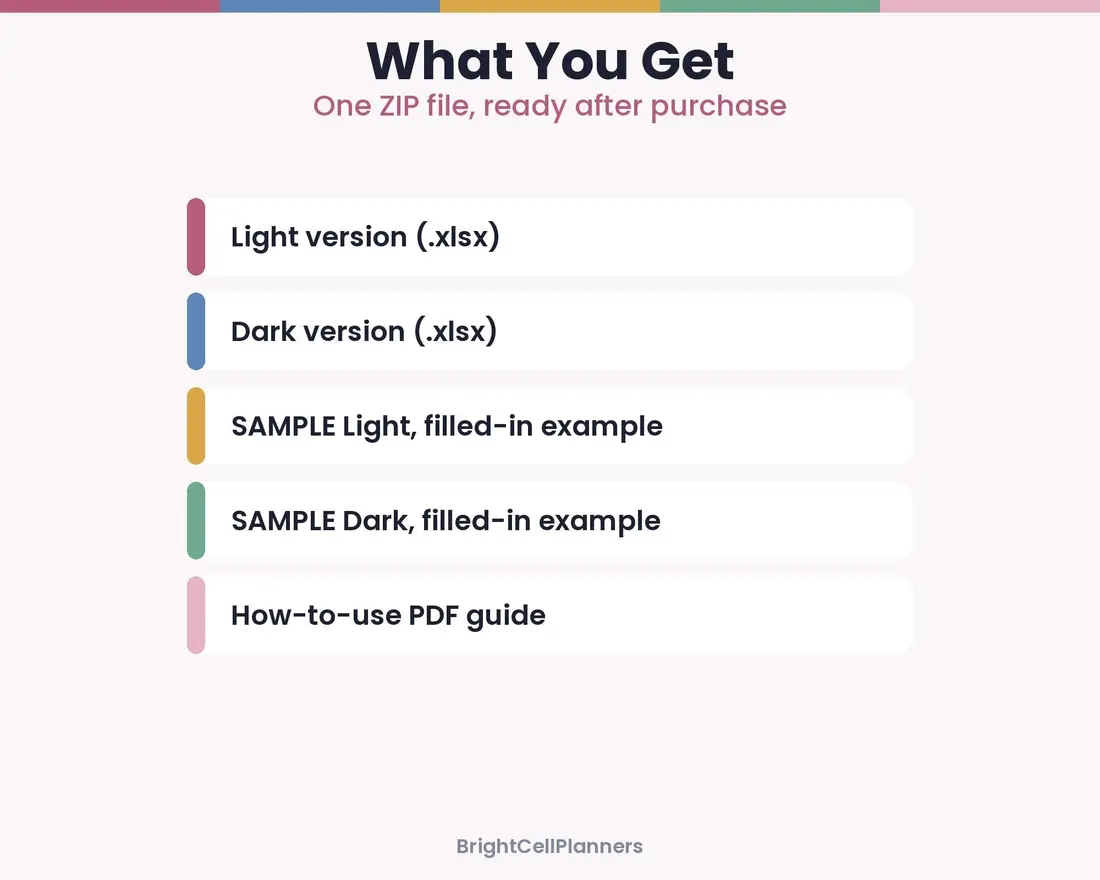 What You Get
One ZIP file, ready after purchase
Light version (.xlsx)
Dark version (.xlsx)
SAMPLE Light, filled-in example
SAMPLE Dark, filled-in example
How-to-use PDF guide
BrightCellPlanners